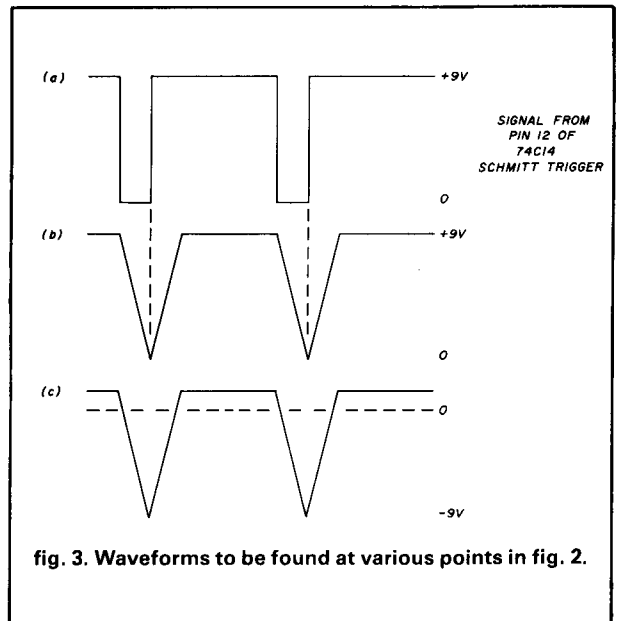 (a)
+9V
SIGNAL FROM
PIN 12 OF
74C14
SCHMITT TRIGGER
0
(b)
+9V
0
(c)
0
-9V
fig. 3. Waveforms to be found at various points in fig. 2.